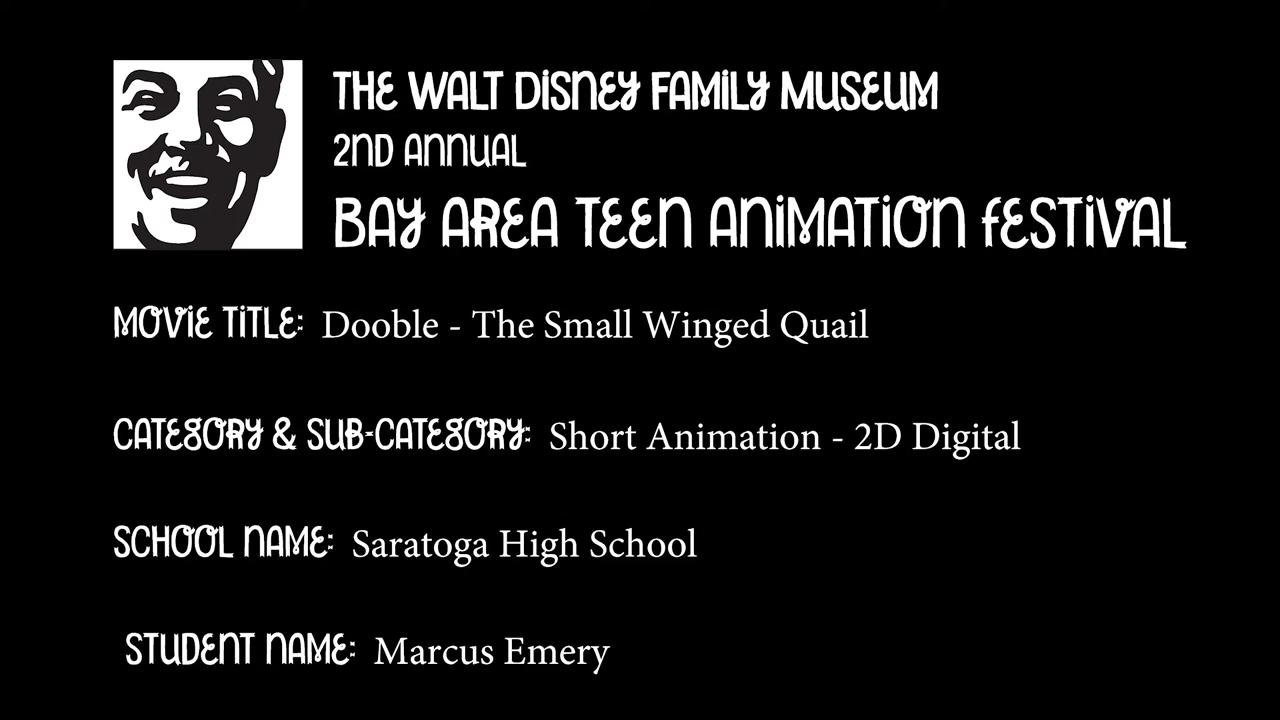 THE WALT DiSNEY FAMiLY MUSEUM
2ND ANNUAL
BAY AREA TEEN ANiMATiON FESTiVAL
MOViE TiTLE: Dooble - The Small Winged Quail
CATEGORY & SUB-CATEGORY: Short Animation - 2D Digital
SCHOOL NAME: Saratoga High School
STUDENT NAME: Marcus Emery